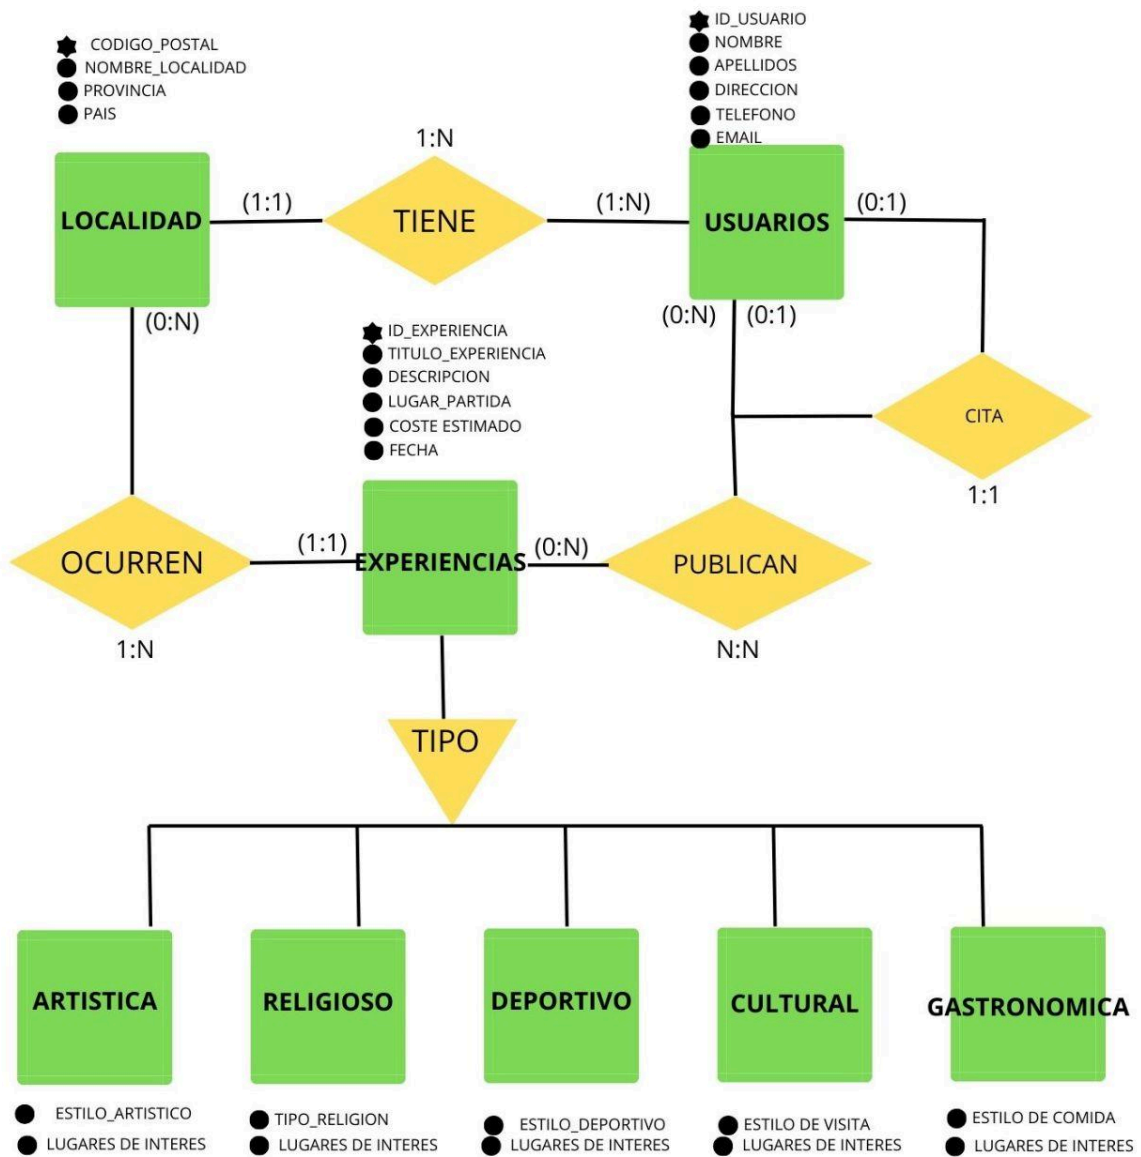 CODIGO_POSTAL
NOMBRE_LOCALIDAD
PROVINCIA
PAIS
ID_USUARIO
NOMBRE
APELLIDOS
DIRECCION
TELEFONO
EMAIL
1:N
LOCALIDAD
(1:1)
TIENE
(1:N)
USUARIOS
(0:1)
(0:N)
(0:N)
(0:1)
ID_EXPERIENCIA
TITULO_EXPERIENCIA
DESCRIPCION
LUGAR_PARTIDA
COSTE ESTIMADO
FECHA
CITA
1:1
OCURREN
(1:1)
EXPERIENCIAS
(0:N)
PUBLICAN
1:N
N:N
TIPO
ARTISTICA
RELIGIOSO
DEPORTIVO
CULTURAL
GASTRONOMICA
ESTILO_ARTISTICO
LUGARES DE INTERES
TIPO_RELIGION
LUGARES DE INTERES
ESTILO_DEPORTIVO
LUGARES DE INTERES
ESTILO DE VISITA
LUGARES DE INTERES
ESTILO DE COMIDA
LUGARES DE INTERES